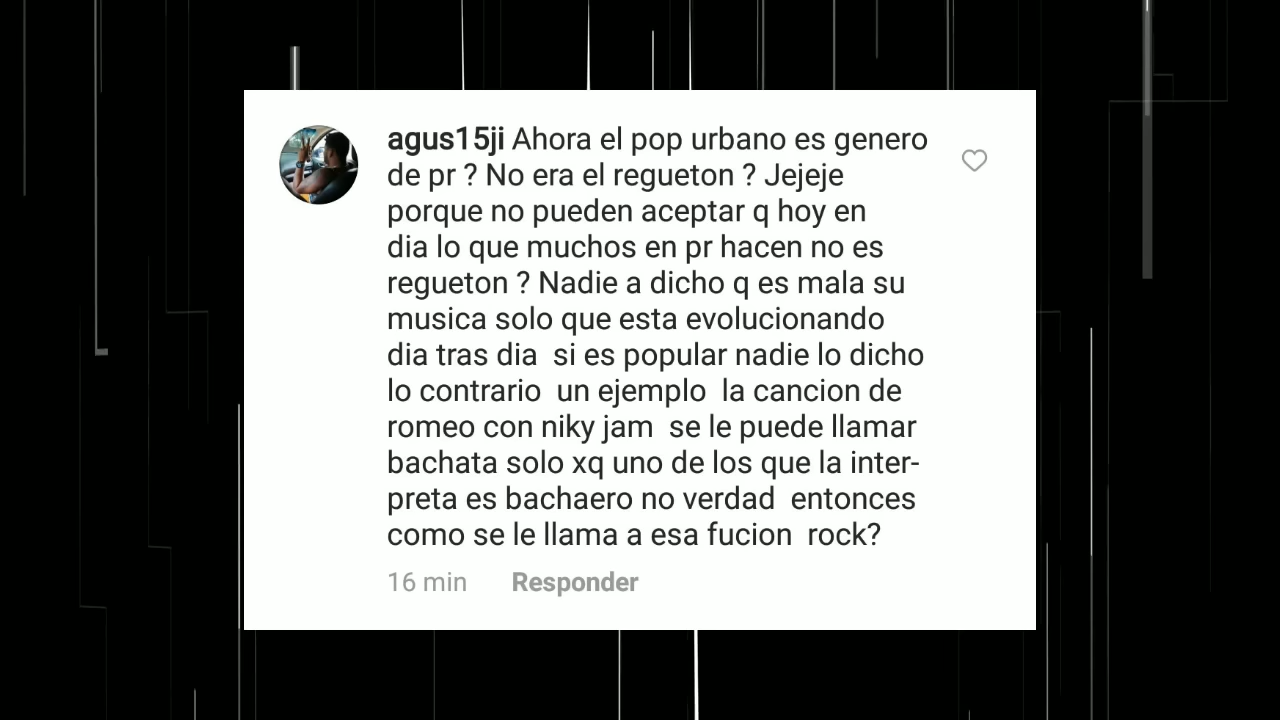 agus15ji Ahora el pop urbano es genero
de pr ? No era el regueton ? Jejeje
porque no pueden aceptar q hoy en
dia lo que muchos en pr hacen no es
regueton ? Nadie a dicho q es mala su
musica solo que esta evolucionando
dia tras dia  si es popular nadie lo dicho
lo contrario  un ejemplo  la cancion de
romeo con niky jam  se le puede llamar
bachata solo xq uno de los que la inter-
preta es bachaero no verdad  entonces
como se le llama a esa fucion  rock?
16 min Responder